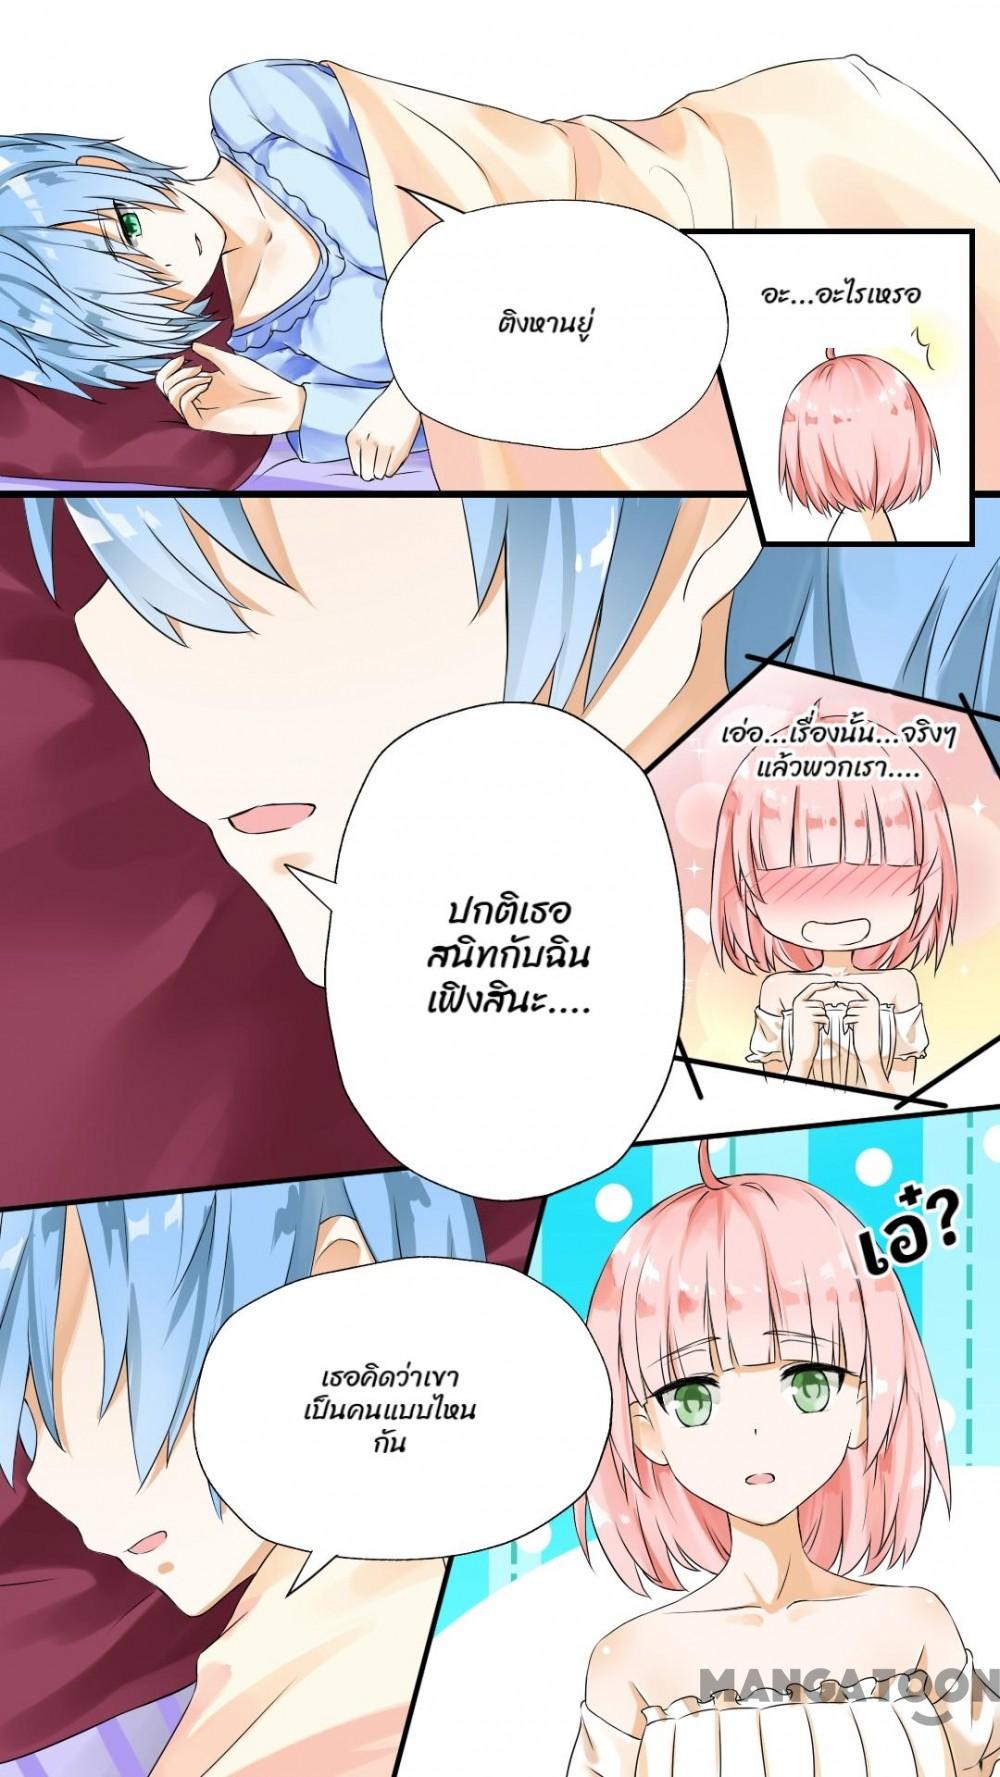 ติงหานยู่
อะ...อะไรเหรอ
เอ่อ...เรื่องนั้น...จริงๆ
แล้วพวกเรา....
ปกติเธอ
สนิทกับฉิน
เฟิงสินะ....
เอ๋?
เธอคิดว่าเขา
เป็นคนแบบไหน
กัน
MANGATOON